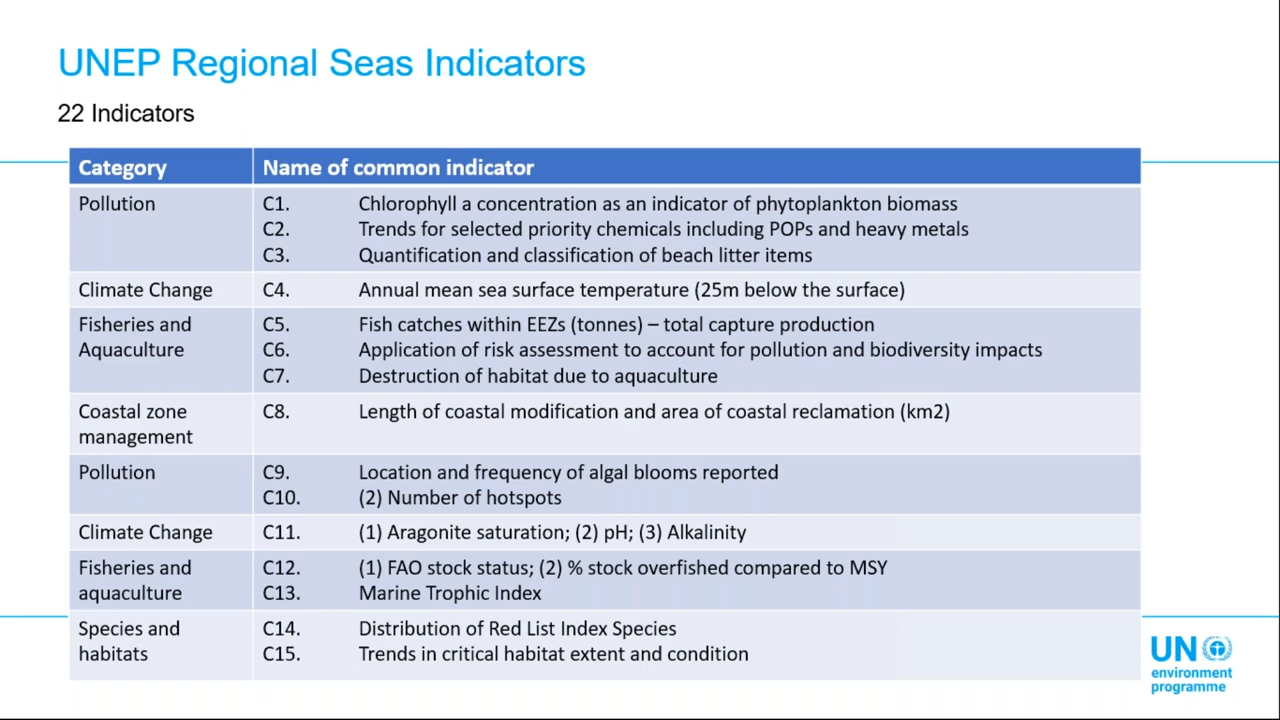 UNEP Regional Seas Indicators
22 Indicators
Category Name of common indicator
Pollution C1. Chlorophyll a concentration as an indicator of phytoplankton biomass
C2. Trends for selected priority chemicals including POPs and heavy metals
C3. Quantification and classification of beach litter items
Climate Change C4. Annual mean sea surface temperature (25m below the surface)
Fisheries and C5. Fish catches within EEZs (tonnes) – total capture production
Aquaculture C6. Application of risk assessment to account for pollution and biodiversity impacts
C7. Destruction of habitat due to aquaculture
Coastal zone C8. Length of coastal modification and area of coastal reclamation (km2)
management
Pollution C9. Location and frequency of algal blooms reported
C10. (2) Number of hotspots
Climate Change C11. (1) Aragonite saturation; (2) pH; (3) Alkalinity
Fisheries and C12. (1) FAO stock status; (2) % stock overfished compared to MSY
aquaculture C13. Marine Trophic Index
Species and C14. Distribution of Red List Index Species
habitats C15. Trends in critical habitat extent and condition
UN
environment
programme